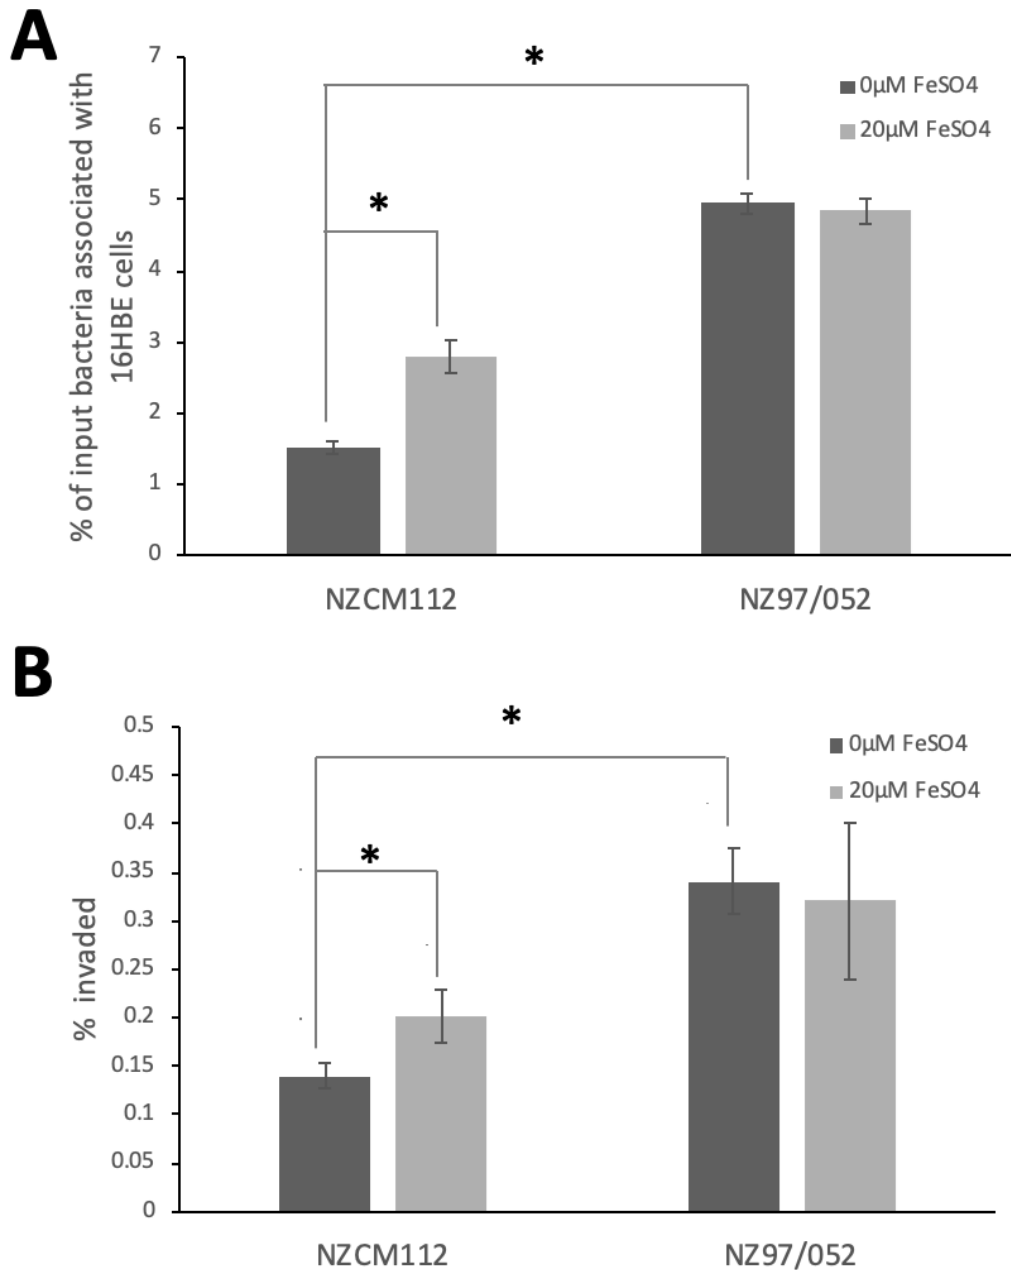 A
% of input bacteria associated with
16HBE cells
7
6
5
4
3
2
1
0
*
*
0µM FeSO4
20µM FeSO4
NZCM112 NZ97/052
B
% invaded
0.5
0.45
0.4
0.35
0.3
0.25
0.2
0.15
0.1
0.05
0
*
*
0µM FeSO4
20µM FeSO4
NZCM112 NZ97/052